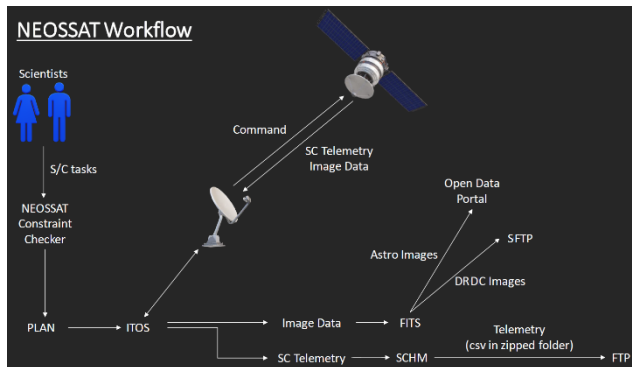 NEOSSAT Workflow
Scientists
Command
SC Telemetry
Image Data
S/C tasks
NEOSSAT
Constraint
Checker
Open Data
Portal
SFTP
Astro Images
DRDC Images
PLAN
ITOS
Image Data
FITS
Telemetry
(csv in zipped folder)
SC Telemetry
SCHM
FTP